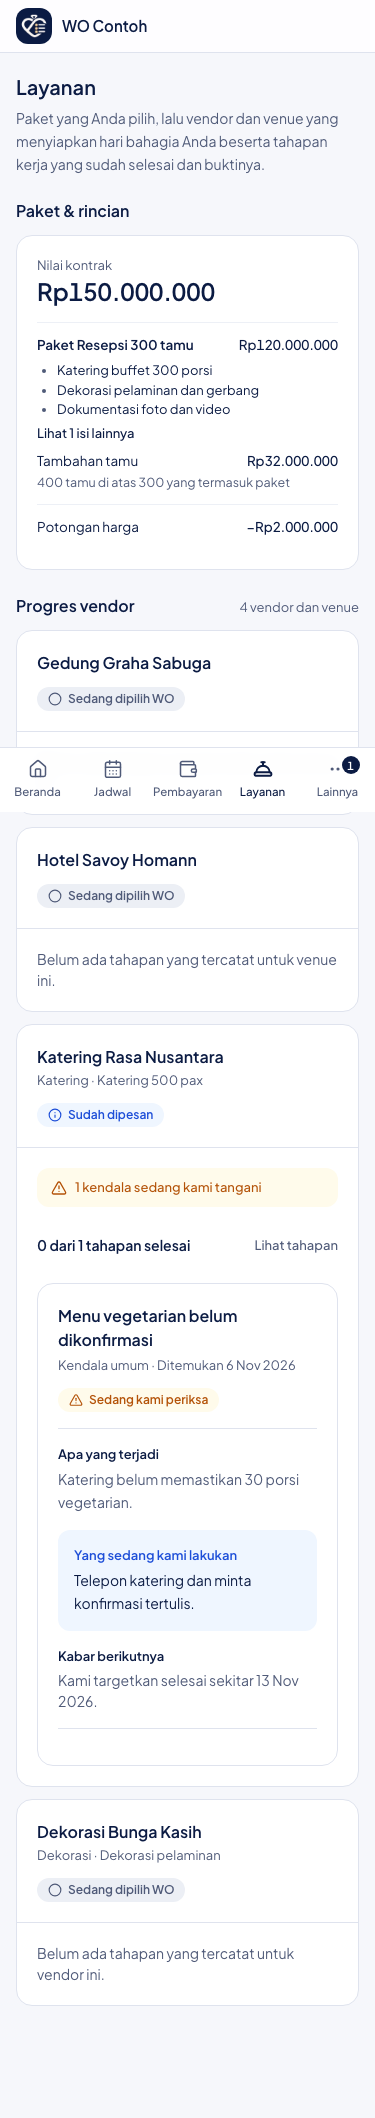 WO Contoh
Layanan
Paket yang Anda pilih, lalu vendor dan venue yang
menyiapkan hari bahagia Anda beserta tahapan
kerja yang sudah selesai dan buktinya.
Paket & rincian
Nilai kontrak
Rp150.000.000
Paket Resepsi 300 tamu Rp120.000.000
• Katering buffet 300 porsi
• Dekorasi pelaminan dan gerbang
• Dokumentasi foto dan video
Lihat 1 isi lainnya
Tambahan tamu Rp32.000.000
400 tamu di atas 300 yang termasuk paket
Potongan harga −Rp2.000.000
Progres vendor 4 vendor dan venue
Gedung Graha Sabuga
Sedang dipilih WO
1
Beranda Jadwal Pembayaran Layanan Lainnya
Hotel Savoy Homann
Sedang dipilih WO
Belum ada tahapan yang tercatat untuk venue
ini.
Katering Rasa Nusantara
Katering · Katering 500 pax
Sudah dipesan
1 kendala sedang kami tangani
0 dari 1 tahapan selesai Lihat tahapan
Menu vegetarian belum
dikonfirmasi
Kendala umum · Ditemukan 6 Nov 2026
Sedang kami periksa
Apa yang terjadi
Katering belum memastikan 30 porsi
vegetarian.
Yang sedang kami lakukan
Telepon katering dan minta
konfirmasi tertulis.
Kabar berikutnya
Kami targetkan selesai sekitar 13 Nov
2026.
Dekorasi Bunga Kasih
Dekorasi · Dekorasi pelaminan
Sedang dipilih WO
Belum ada tahapan yang tercatat untuk
vendor ini.